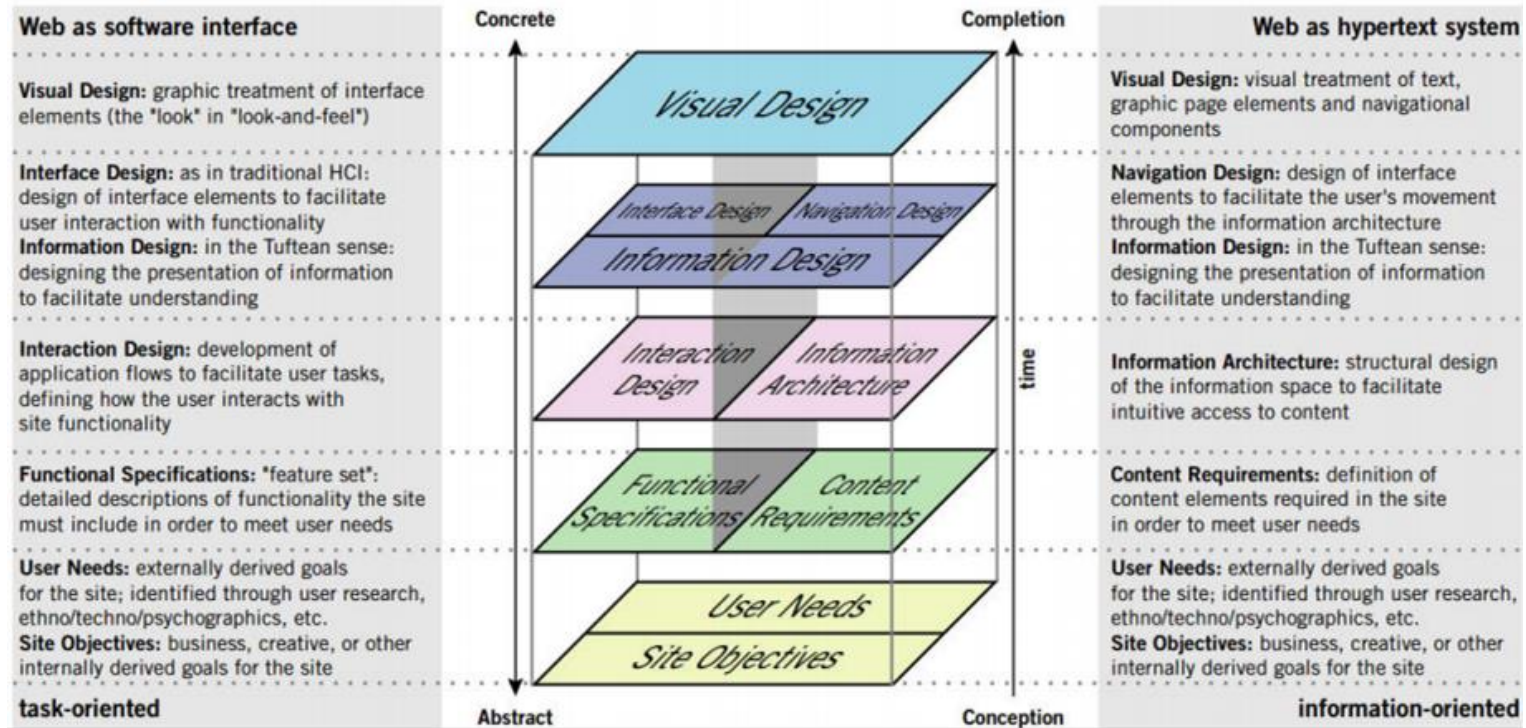 Web as software interface
Visual Design: graphic treatment of interface
elements (the "look" in "look-and-feel")
Interface Design: as in traditional HCI:
design of interface elements to facilitate
user interaction with functionality
Information Design: in the Tuftean sense:
designing the presentation of information
to facilitate understanding
Interaction Design: development of
application flows to facilitate user tasks,
defining how the user interacts with
site functionality
Functional Specifications: "feature set":
detailed descriptions of functionality the site
must include in order to meet user needs
User Needs: externally derived goals
for the site; identified through user research,
ethno/techno/psychographics, etc.
Site Objectives: business, creative, or other
internally derived goals for the site
task-oriented
Concrete
Completion
Visual Design
Interface Design
Navigation Design
Information Design
Interaction
Design
Information
Architecture
time
Functional
Specifications
Content
Requirements
User Needs
Site Objectives
Abstract
Conception
Web as hypertext system
Visual Design: visual treatment of text,
graphic page elements and navigational
components
Navigation Design: design of interface
elements to facilitate the user's movement
through the information architecture
Information Design: in the Tuftean sense:
designing the presentation of information
to facilitate understanding
Information Architecture: structural design
of the information space to facilitate
intuitive access to content
Content Requirements: definition of
content elements required in the site
in order to meet user needs
User Needs: externally derived goals
for the site; identified through user research,
ethno/techno/psychographics, etc.
Site Objectives: business, creative, or other
internally derived goals for the site
information-oriented